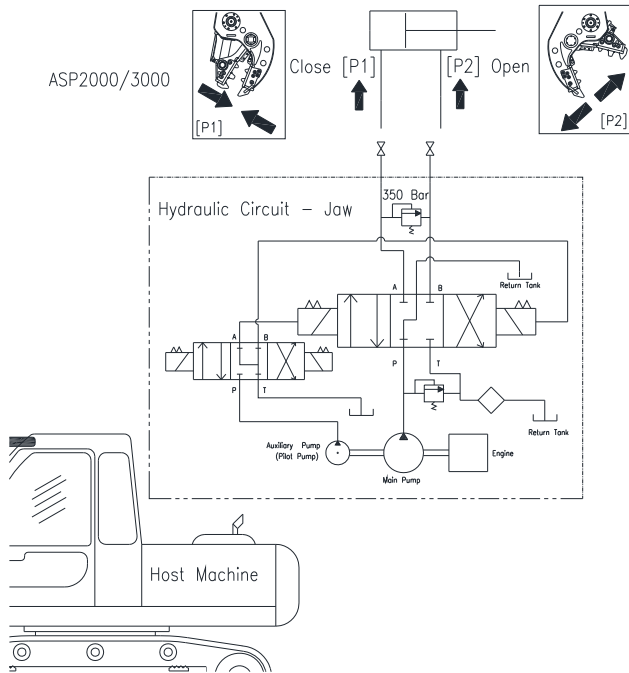 ASP2000/3000
[P1]
Close [P1]
[P2] Open
[P2]
Hydraulic Circuit - Jaw
350 Bar
A
B
Return Tank
A
B
P
T
P
T
Auxiliary Pump
(Pilot Pump)
Main Pump
Engine
Return Tank
Host Machine